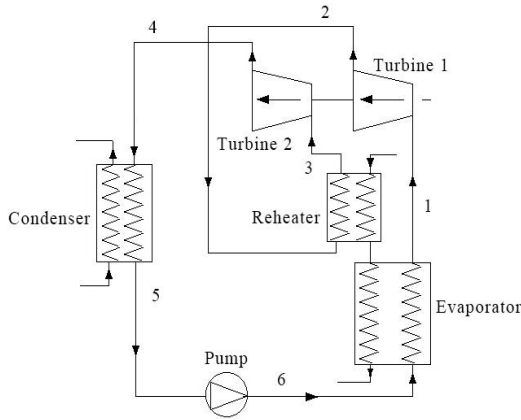 4
2
Turbine 1
Turbine 2
3
Condenser
Reheater
1
5
Evaporator
Pump
6